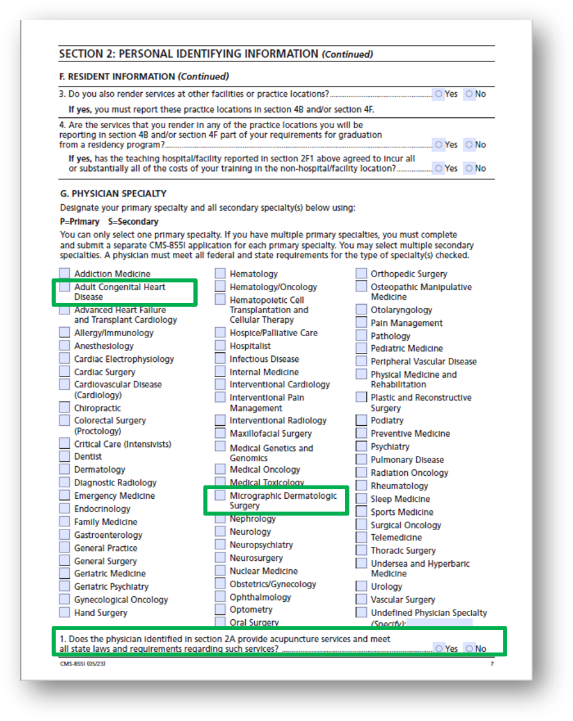 SECTION 2: PERSONAL IDENTIFYING INFORMATION (Continued)
F. RESIDENT INFORMATION (Continued)
3. Do you also render services at other facilities or practice locations? Yes No
If yes, you must report these practice locations in section 4B and/or section 4F.
4. Are the services that you render in any of the practice locations you will be
reporting in section 4B and/or section 4F part of your requirements for graduation
from a residency program? Yes No
If yes, has the teaching hospital/facility reported in section 2F1 above agreed to incur all
or substantially all of the costs of your training in the non-hospital/facility location? Yes No
G. PHYSICIAN SPECIALTY
Designate your primary specialty and all secondary specialty(s) below using:
P=Primary S=Secondary
You can only select one primary specialty. If you have multiple primary specialties, you must complete
and submit a separate CMS-855I application for each primary specialty. You may select multiple secondary
specialties. A physician must meet all federal and state requirements for the type of specialty(s) checked.
Addiction Medicine
Adult Congenital Heart
Disease
Advanced Heart Failure
and Transplant Cardiology
Allergy/Immunology
Anesthesiology
Cardiac Electrophysiology
Cardiac Surgery
Cardiovascular Disease
(Cardiology)
Chiropractic
Colorectal Surgery
(Proctology)
Critical Care (Intensivists)
Dentist
Dermatology
Diagnostic Radiology
Emergency Medicine
Endocrinology
Family Medicine
Gastroenterology
General Practice
General Surgery
Geriatric Medicine
Geriatric Psychiatry
Gynecological Oncology
Hand Surgery
Hematology
Hematology/Oncology
Hematopoietic Cell
Transplantation and
Cellular Therapy
Hospice/Palliative Care
Hospitalist
Infectious Disease
Internal Medicine
Interventional Cardiology
Interventional Pain
Management
Interventional Radiology
Maxillofacial Surgery
Medical Genetics and
Genomics
Medical Oncology
Medical Toxicology
Micrographic Dermatologic
Surgery
Nephrology
Neurology
Neuropsychiatry
Neurosurgery
Nuclear Medicine
Obstetrics/Gynecology
Ophthalmology
Optometry
Oral Surgery
Orthopedic Surgery
Osteopathic Manipulative
Medicine
Otolaryngology
Pain Management
Pathology
Pediatric Medicine
Peripheral Vascular Disease
Physical Medicine and
Rehabilitation
Plastic and Reconstructive
Surgery
Podiatry
Preventive Medicine
Psychiatry
Pulmonary Disease
Radiation Oncology
Rheumatology
Sleep Medicine
Sports Medicine
Surgical Oncology
Telemedicine
Thoracic Surgery
Undersea and Hyperbaric
Medicine
Urology
Vascular Surgery
Undefined Physician Specialty
(Specify):
1. Does the physician identified in section 2A provide acupuncture services and meet
all state laws and requirements regarding such services? Yes No
CMS-855I (05/23) 7